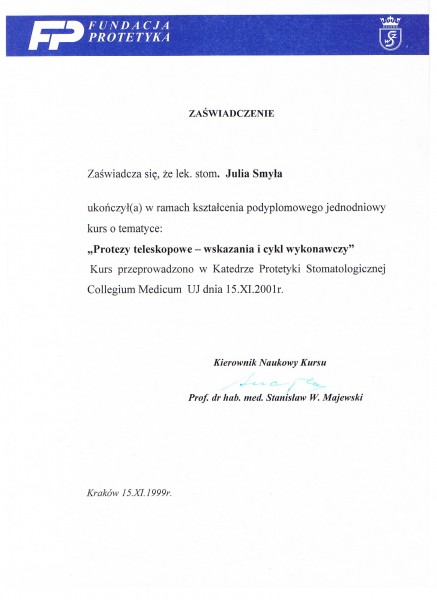 FP FUNDACJA
PROTETYKA
ZAŚWIADCZENIE
Zaświadcza się, że lek. stom. Julia Smyła
ukończył(a) w ramach kształcenia podyplomowego jednodniowy
kurs o tematyce:
„Protezy teleskopowe – wskazania i cykl wykonawczy”
Kurs przeprowadzono w Katedrze Protetyki Stomatologicznej
Collegium Medicum UJ dnia 15.XI.2001r.
Kierownik Naukowy Kursu
Prof. dr hab. med. Stanisław W. Majewski
Kraków 15.XI.1999r.